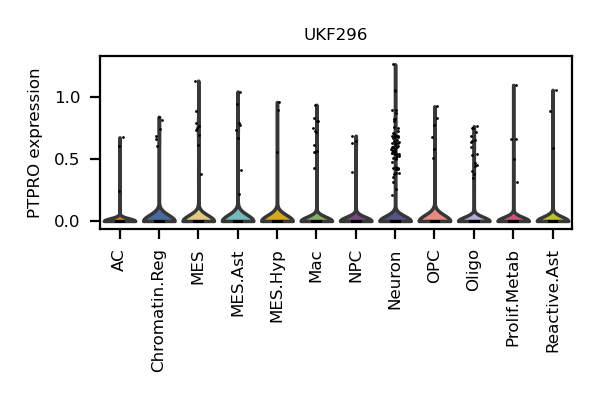 UKF296
PTPRO expression
1.0
0.5
0.0
AC
Chromatin.Reg
MES
MES.Ast
MES.Hyp
Mac
NPC
Neuron
OPC
Oligo
Prolif.Metab
Reactive.Ast